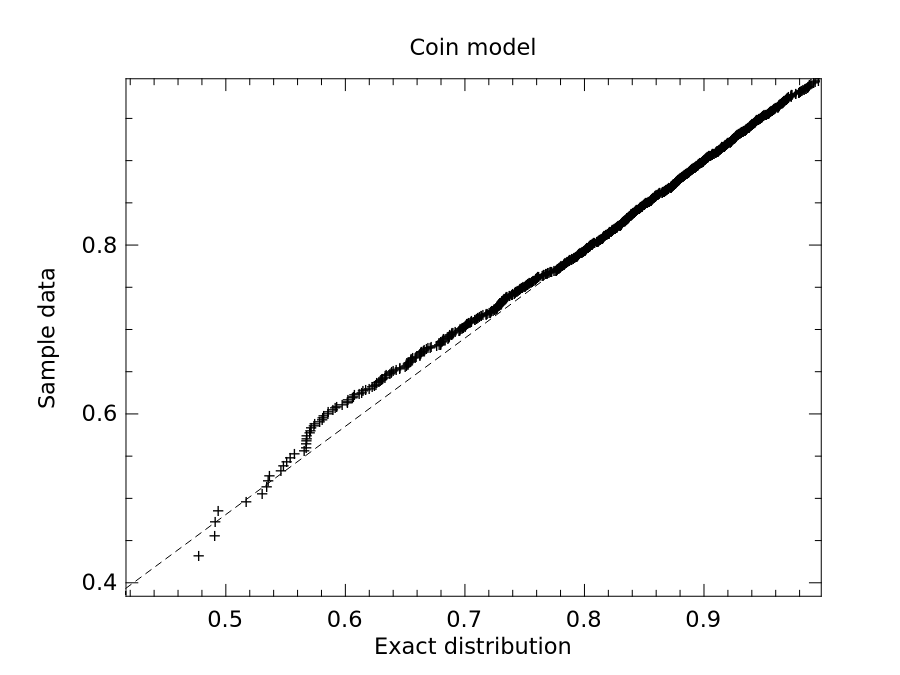 Coin model
0.8
0.6
0.4
Sample data
0.5 0.6 0.7 0.8 0.9
Exact distribution